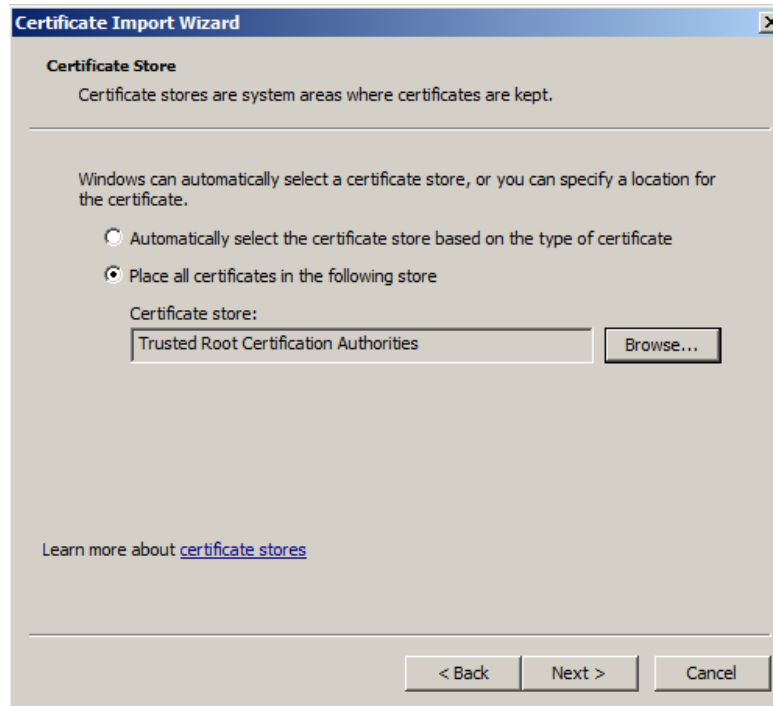 Certificate Import Wizard
Certificate Store
Certificate stores are system areas where certificates are kept.
Windows can automatically select a certificate store, or you can specify a location for
the certificate.
Automatically select the certificate store based on the type of certificate
Place all certificates in the following store
Certificate store:
Trusted Root Certification Authorities
Browse...
Learn more about certificate stores
< Back
Next >
Cancel